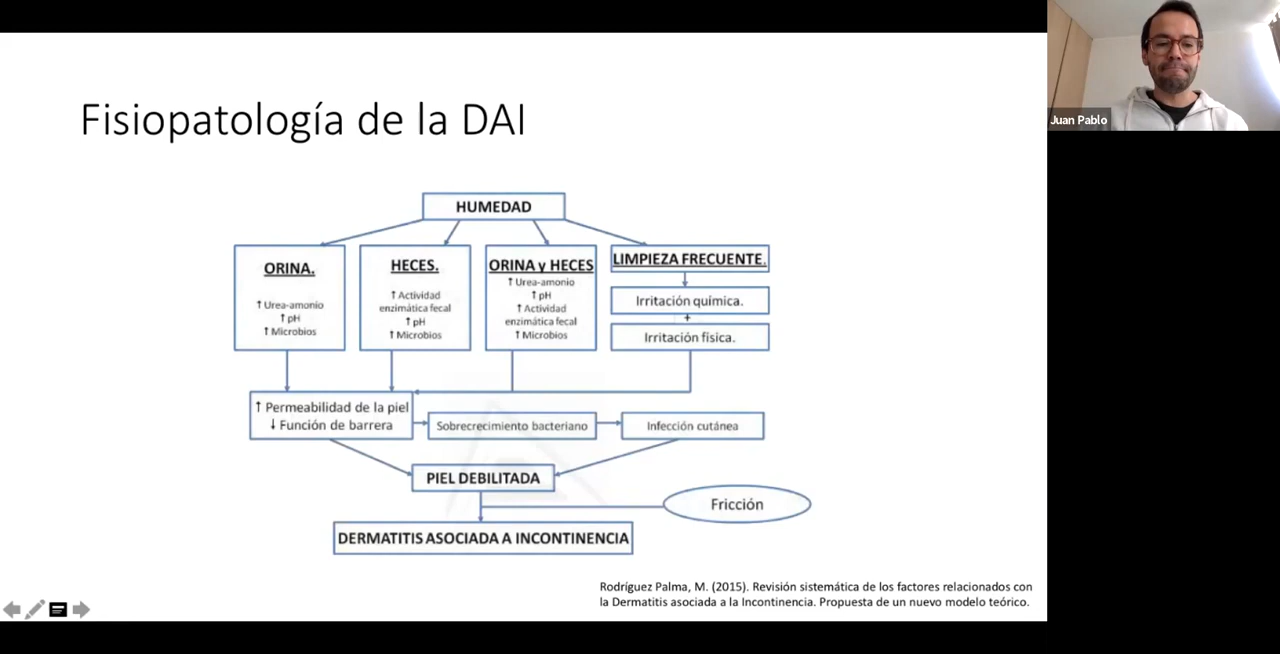 Juan Pablo
Fisiopatología de la DAI
HUMEDAD
ORINA.
↑ Urea-amonio
↑ pH
↑ Microbios
HECES.
↑ Actividad
enzimática fecal
↑ pH
↑ Microbios
ORINA y HECES
↑ Urea-amonio
↑ pH
↑ Actividad
enzimática fecal
↑ Microbios
LIMPIEZA FRECUENTE.
Irritación química.
+
Irritación física.
↑ Permeabilidad de la piel
↓ Función de barrera
Sobrecrecimiento bacteriano
Infección cutánea
PIEL DEBILITADA
Fricción
DERMATITIS ASOCIADA A INCONTINENCIA
Rodríguez Palma, M. (2015). Revisión sistemática de los factores relacionados con
la Dermatitis asociada a la Incontinencia. Propuesta de un nuevo modelo teórico.